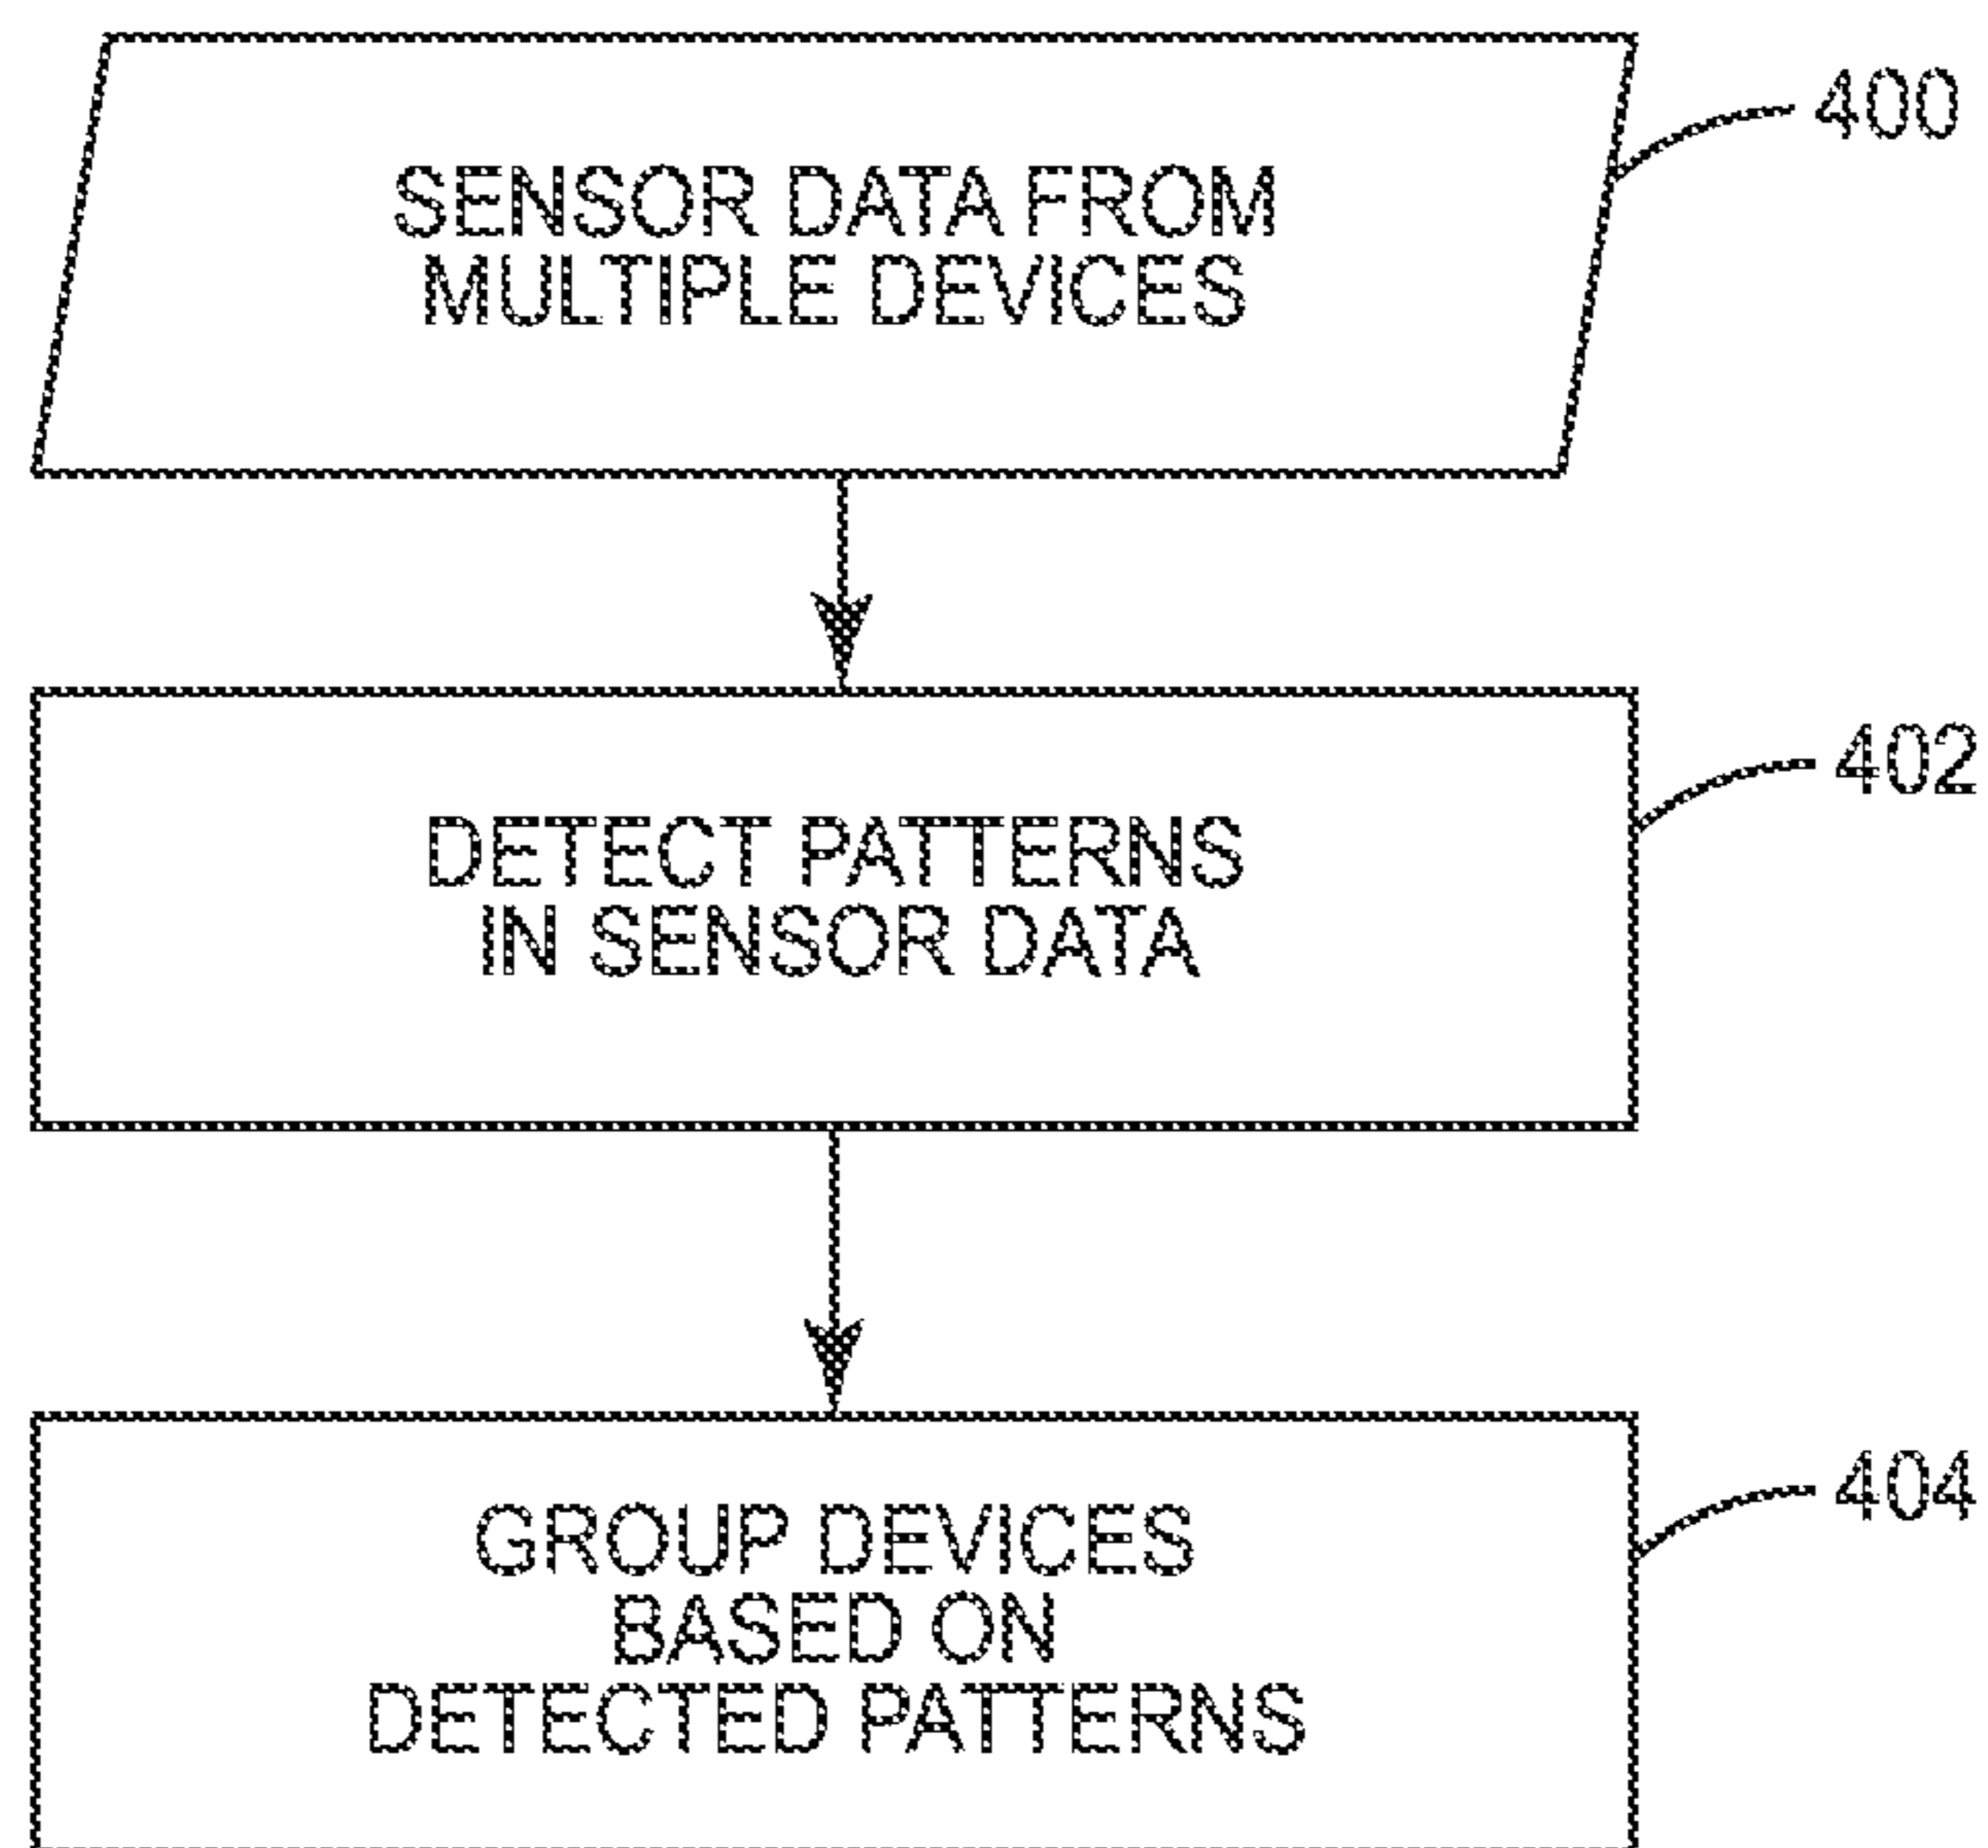 400
SENSOR DATA FROM
MULTIPLE DEVICES
402
DETECT PATTERNS
IN SENSOR DATA
404
GROUP DEVICES
BASED ON
DETECTED PATTERNS